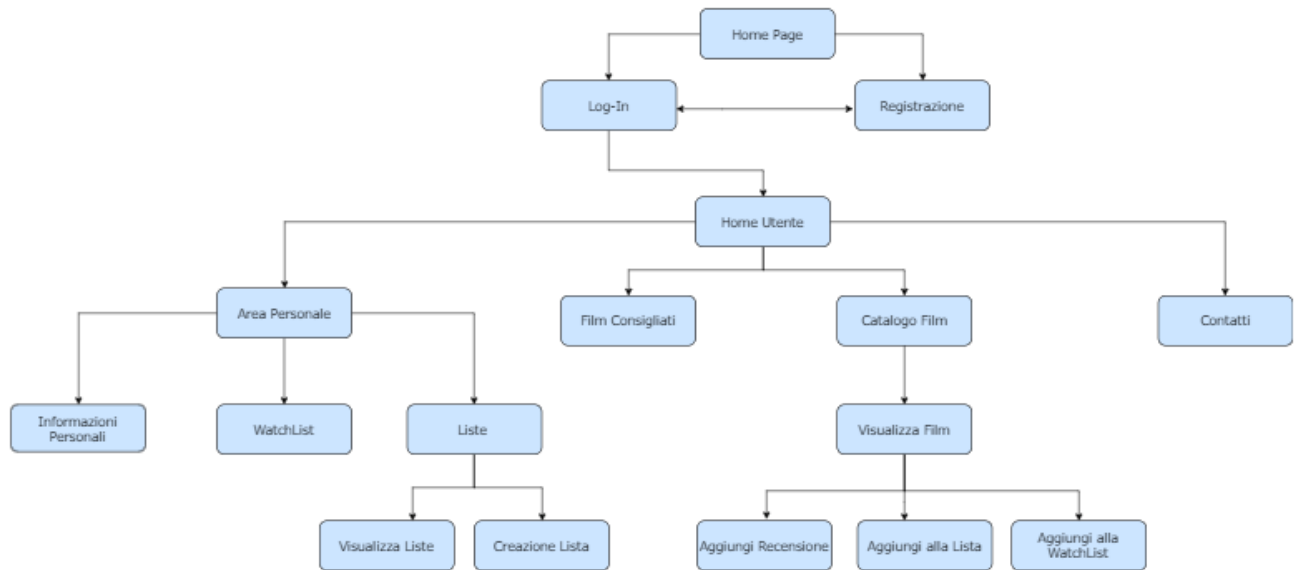 Home Page
Log-In
Registrazione
Home Utente
Area Personale
Film Consigliati
Catalogo Film
Contatti
Informazioni
Personali
WatchList
Liste
Visualizza Film
Visualizza Liste
Creazione Lista
Aggiungi Recensione
Aggiungi alla Lista
Aggiungi alla
WatchList